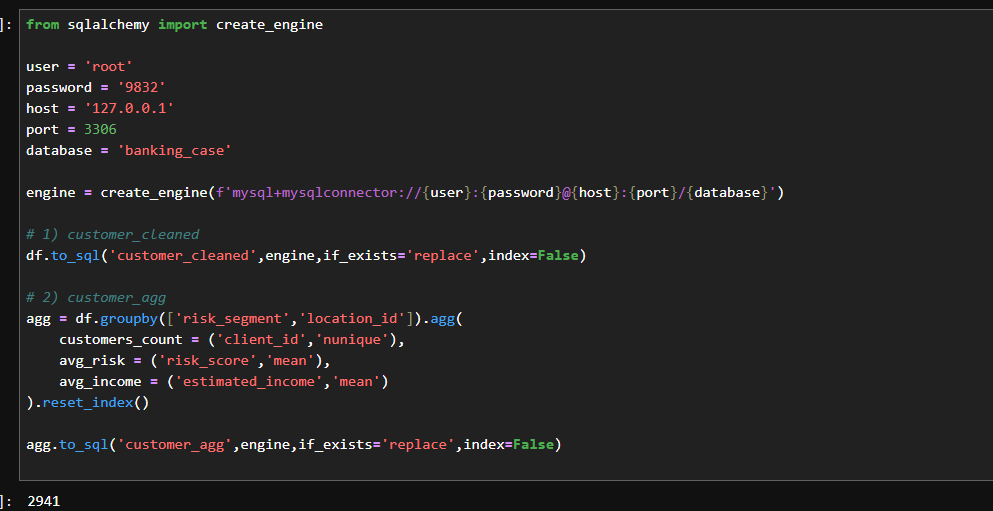 ]: from sqlalchemy import create_engine
user = 'root'
password = '9832'
host = '127.0.0.1'
port = 3306
database = 'banking_case'
engine = create_engine(f'mysql+mysqlconnector://{user}:{password}@{host}:{port}/{database}')
# 1) customer_cleaned
df.to_sql('customer_cleaned',engine,if_exists='replace',index=False)
# 2) customer_agg
agg = df.groupby(['risk_segment','location_id']).agg(
    customers_count = ('client_id','nunique'),
    avg_risk = ('risk_score','mean'),
    avg_income = ('estimated_income','mean')
).reset_index()
agg.to_sql('customer_agg',engine,if_exists='replace',index=False)
]: 2941